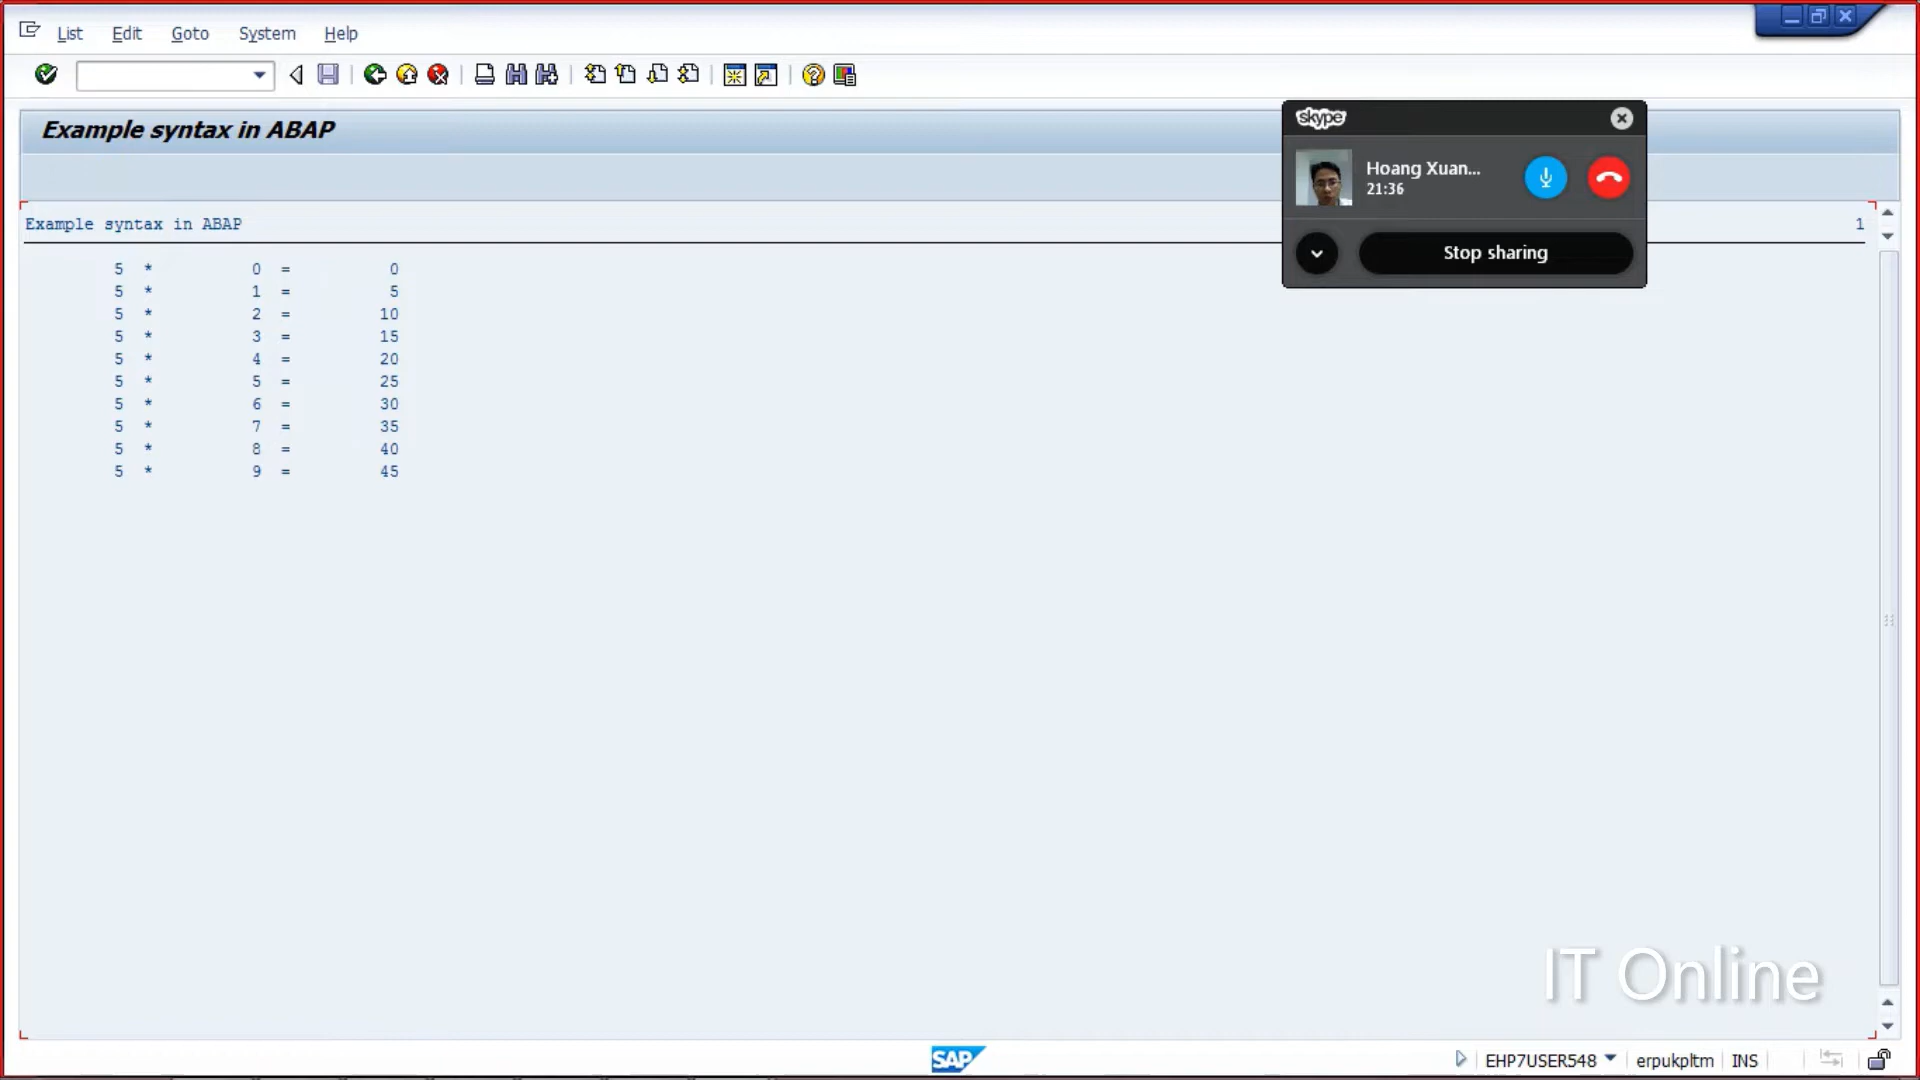 List Edit Goto System Help
Example syntax in ABAP
skype
Hoang Xuan...
21:36
Stop sharing
Example syntax in ABAP 1
5 * 0 = 0
5 * 1 = 5
5 * 2 = 10
5 * 3 = 15
5 * 4 = 20
5 * 5 = 25
5 * 6 = 30
5 * 7 = 35
5 * 8 = 40
5 * 9 = 45
IT Online
SAP EHP7USER548 erpukpltm INS